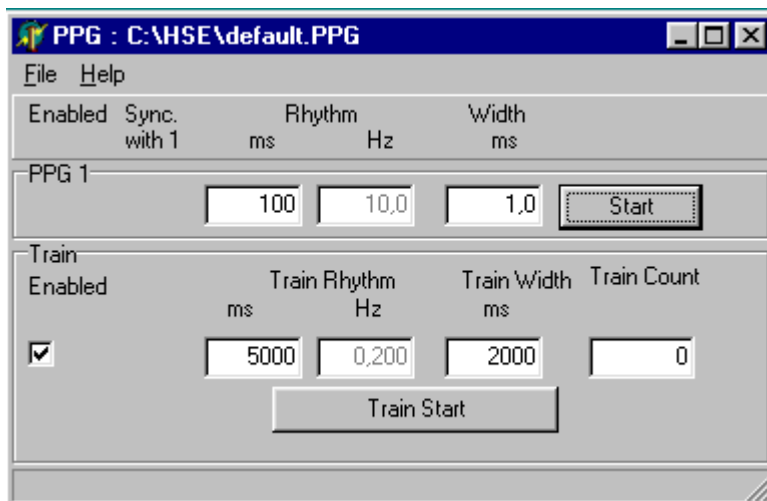 PPG : C:\HSE\default.PPG
File Help
Enabled Sync. Rhythm Width
with 1 ms Hz ms
PPG 1
100 10,0 1,0 Start
Train
Enabled Train Rhythm Train Width Train Count
ms Hz ms
5000 0,200 2000 0
Train Start